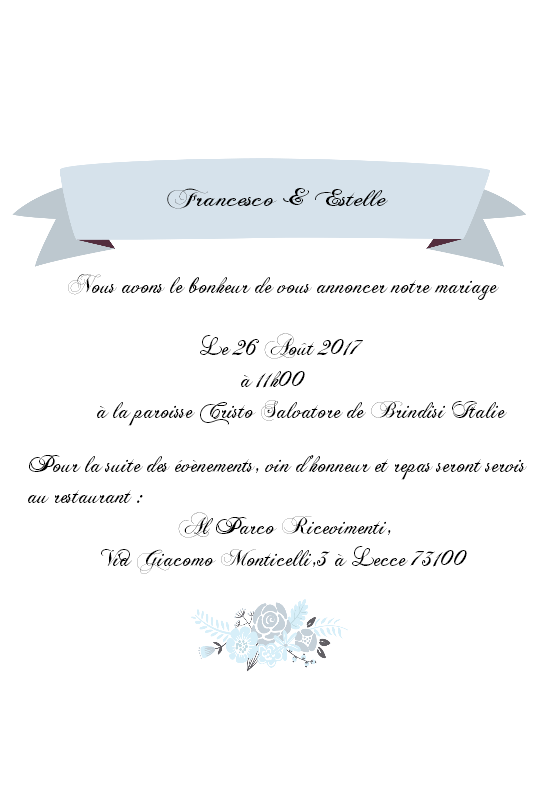 Francesco & Estelle
Nous avons le bonheur de vous annoncer notre mariage
Le 26 Août 2017
à 11h00
à la paroisse Cristo Salvatore de Brindisi Italie
Pour la suite des évènements, vin d'honneur et repas seront servis
au restaurant :
Al Parco Ricevimenti,
Via Giacomo Monticelli,3 à Lecce 73100